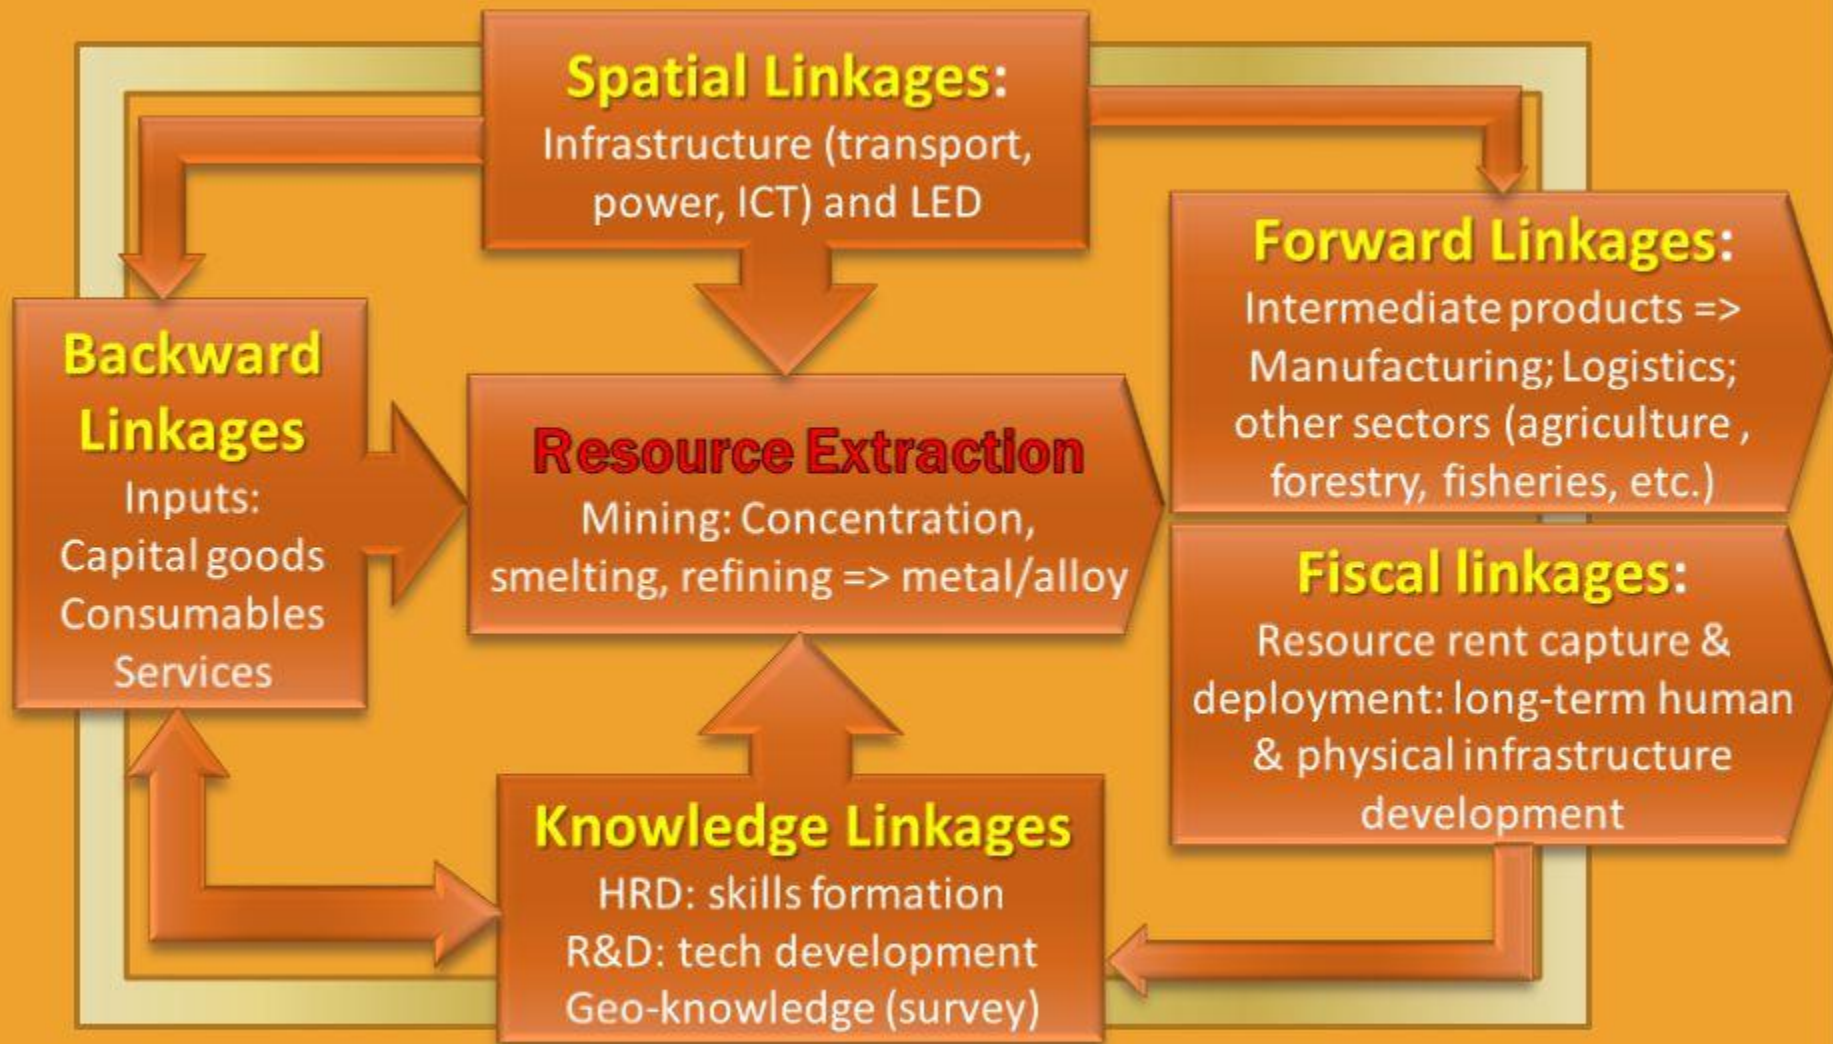 Spatial Linkages:
Infrastructure (transport,
power, ICT) and LED
Backward
Linkages
Inputs:
Capital goods
Consumables
Services
Resource Extraction
Mining: Concentration,
smelting, refining => metal/alloy
Forward Linkages:
Intermediate products =>
Manufacturing; Logistics;
other sectors (agriculture ,
forestry, fisheries, etc.)
Fiscal linkages:
Resource rent capture &
deployment: long-term human
& physical infrastructure
development
Knowledge Linkages
HRD: skills formation
R&D: tech development
Geo-knowledge (survey)